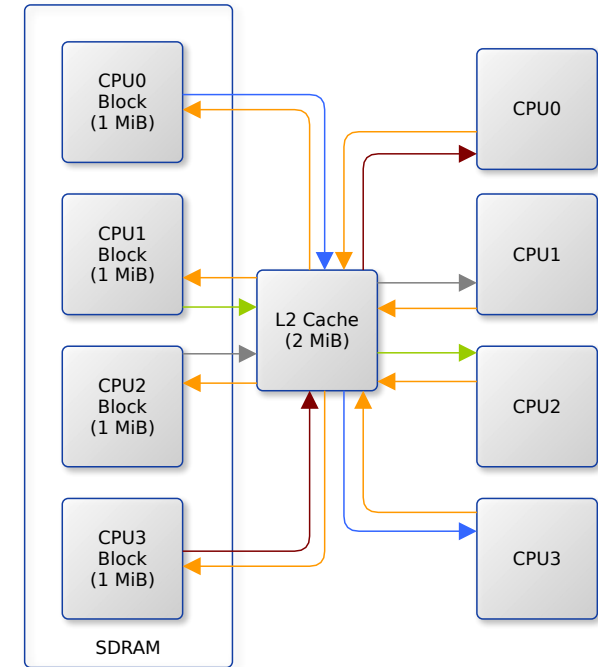 CPU0
Block
(1 MiB)
CPU1
Block
(1 MiB)
CPU2
Block
(1 MiB)
CPU3
Block
(1 MiB)
SDRAM
L2 Cache
(2 MiB)
CPU0
CPU1
CPU2
CPU3